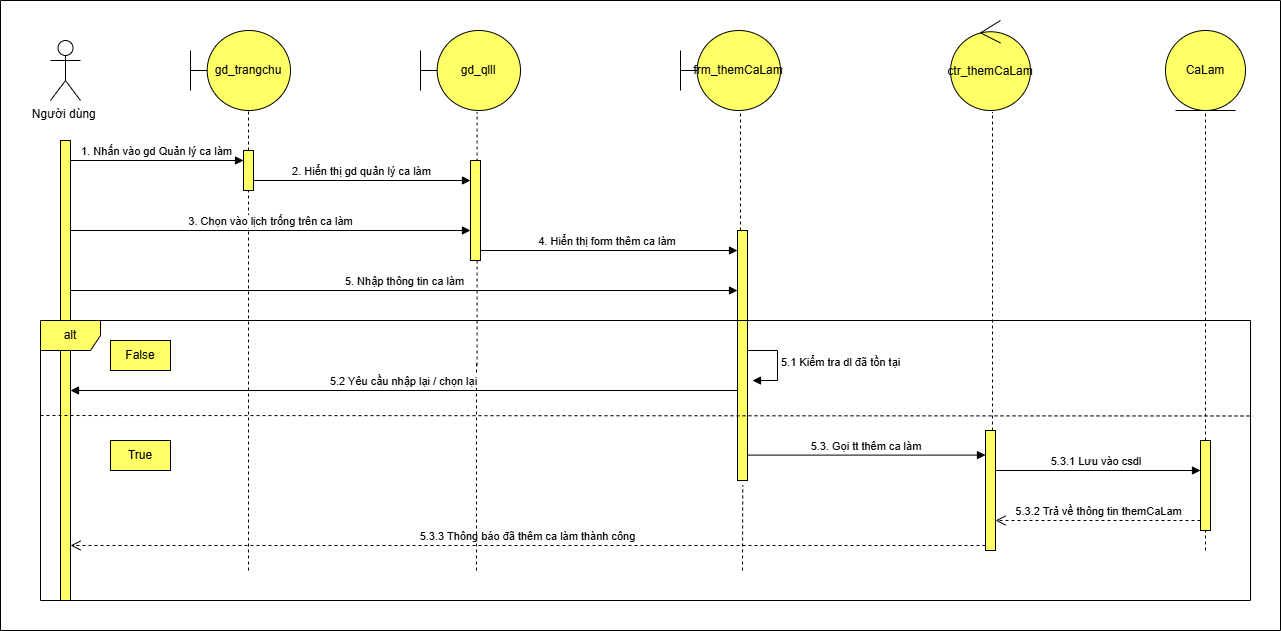 Người dùng
gd_trangchu
gd_qlll
frm_themCaLam
ctr_themCaLam
CaLam
1. Nhấn vào gd Quản lý ca làm
2. Hiển thị gd quản lý ca làm
3. Chọn vào lịch trống trên ca làm
4. Hiển thị form thêm ca làm
5. Nhập thông tin ca làm
alt
False
5.1 Kiểm tra dl đã tồn tại
5.2 Yêu cầu nhập lại / chọn lại
True
5.3. Gọi tt thêm ca làm
5.3.1 Lưu vào csdl
5.3.2 Trả về thông tin themCaLam
5.3.3 Thông báo đã thêm ca làm thành công